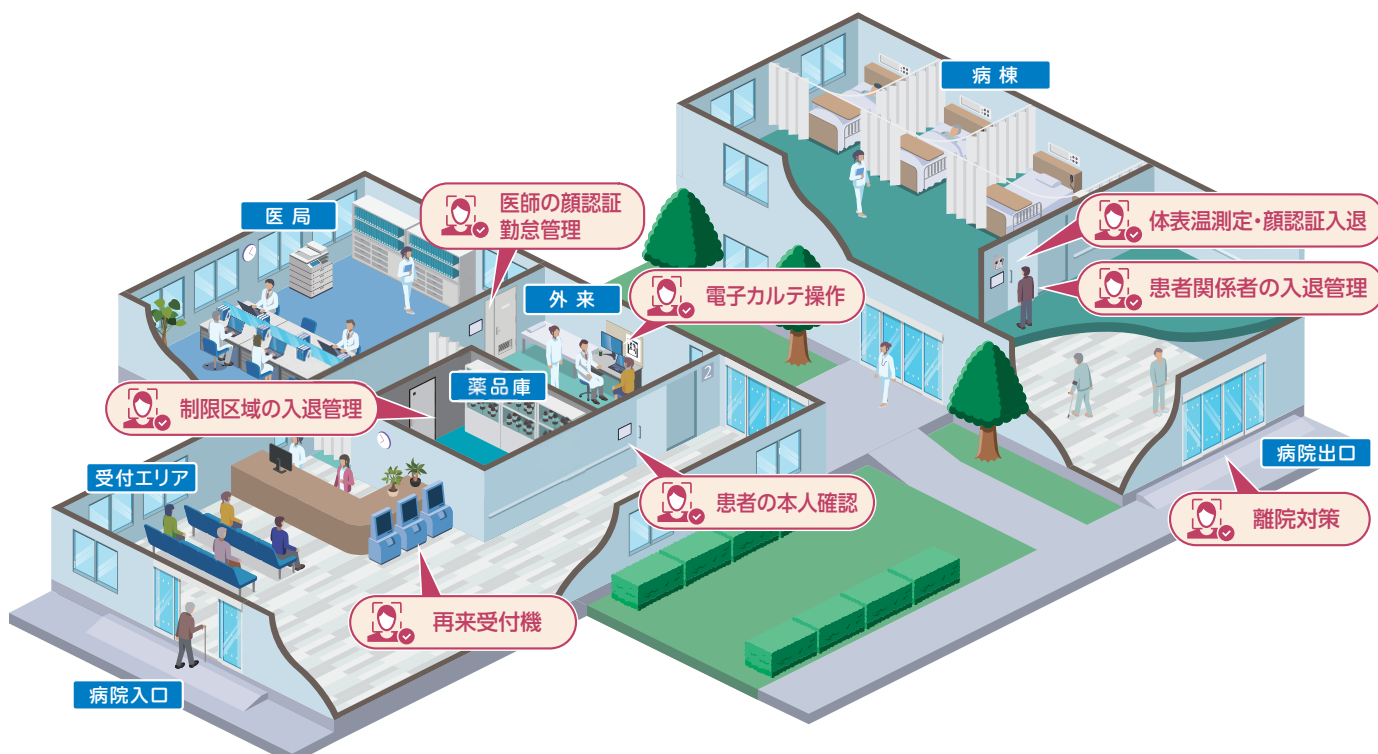 病棟
医局
医師の顔認証
勤怠管理
体表温測定・顔認証入退
患者関係者の入退管理
外来
電子カルテ操作
薬品庫
2
制限区域の入退管理
受付エリア
病院出口
患者の本人確認
離院対策
再来受付機
病院入口